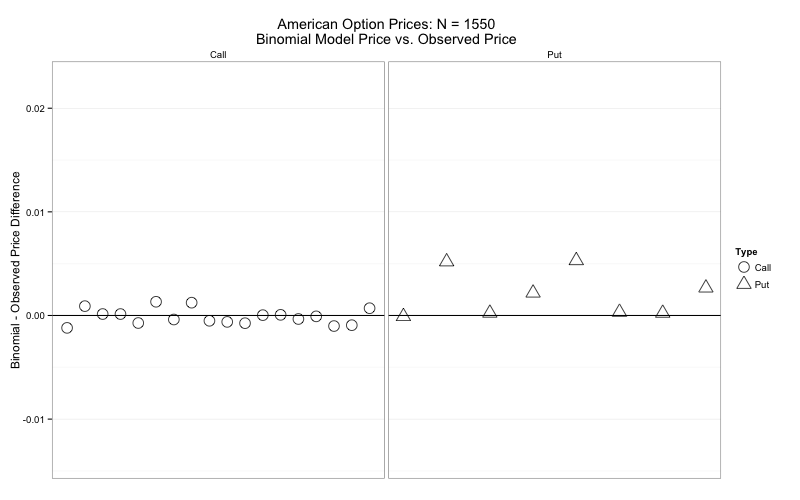 American Option Prices: N = 1550
Binomial Model Price vs. Observed Price
Call
Put
Binomial - Observed Price Difference
0.02
0.01
0.00
-0.01
Type
Call
Put